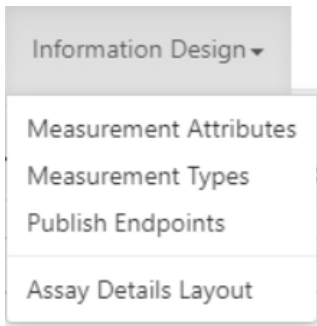 Information Design
Measurement Attributes
Measurement Types
Publish Endpoints
Assay Details Layout